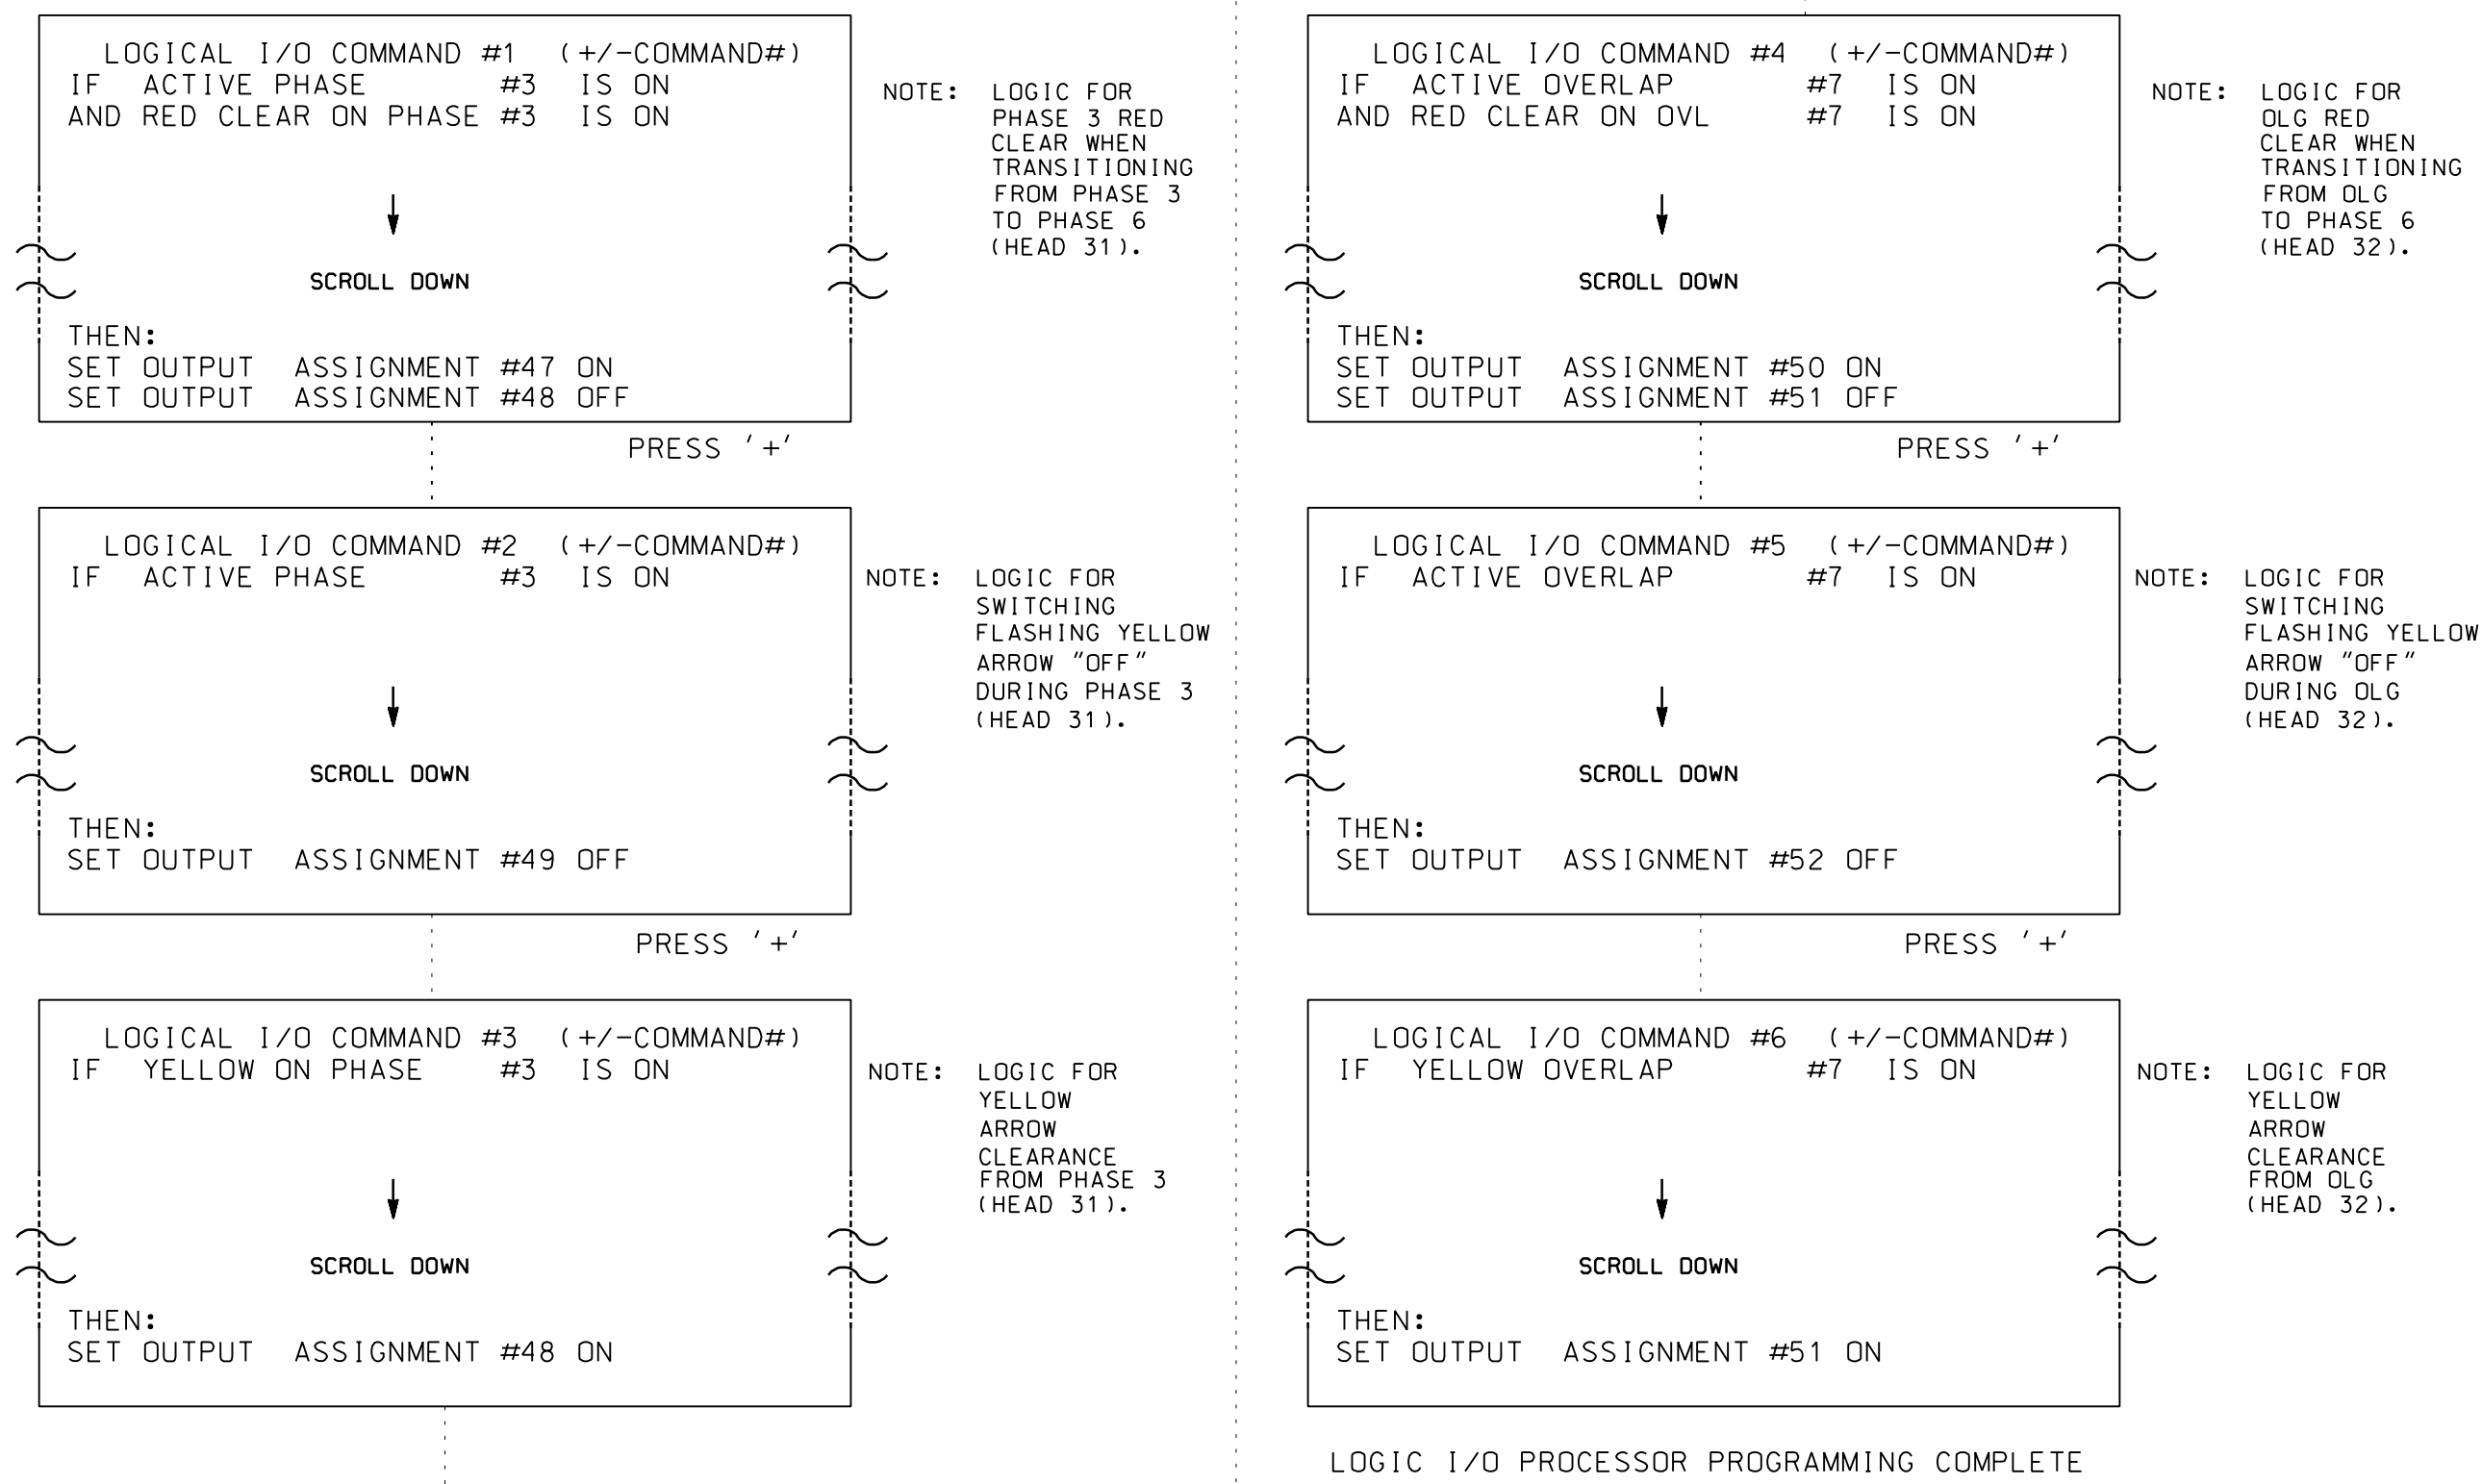 LOGICAL I/O COMMAND #1 (+/-COMMAND#)
IF ACTIVE PHASE #3 IS ON
AND RED CLEAR ON PHASE #3 IS ON
SCROLL DOWN
THEN:
SET OUTPUT ASSIGNMENT #47 ON
SET OUTPUT ASSIGNMENT #48 OFF
NOTE: LOGIC FOR
PHASE 3 RED
CLEAR WHEN
TRANSITIONING
FROM PHASE 3
TO PHASE 6
(HEAD 31).
PRESS '+'
LOGICAL I/O COMMAND #2 (+/-COMMAND#)
IF ACTIVE PHASE #3 IS ON
SCROLL DOWN
THEN:
SET OUTPUT ASSIGNMENT #49 OFF
NOTE: LOGIC FOR
SWITCHING
FLASHING YELLOW
ARROW "OFF"
DURING PHASE 3
(HEAD 31).
PRESS '+'
LOGICAL I/O COMMAND #3 (+/-COMMAND#)
IF YELLOW ON PHASE #3 IS ON
SCROLL DOWN
THEN:
SET OUTPUT ASSIGNMENT #48 ON
NOTE: LOGIC FOR
YELLOW
ARROW
CLEARANCE
FROM PHASE 3
(HEAD 31).
LOGICAL I/O COMMAND #4 (+/-COMMAND#)
IF ACTIVE OVERLAP #7 IS ON
AND RED CLEAR ON OVL #7 IS ON
SCROLL DOWN
THEN:
SET OUTPUT ASSIGNMENT #50 ON
SET OUTPUT ASSIGNMENT #51 OFF
NOTE: LOGIC FOR
OLG RED
CLEAR WHEN
TRANSITIONING
FROM OLG
TO PHASE 6
(HEAD 32).
PRESS '+'
LOGICAL I/O COMMAND #5 (+/-COMMAND#)
IF ACTIVE OVERLAP #7 IS ON
SCROLL DOWN
THEN:
SET OUTPUT ASSIGNMENT #52 OFF
NOTE: LOGIC FOR
SWITCHING
FLASHING YELLOW
ARROW "OFF"
DURING OLG
(HEAD 32).
PRESS '+'
LOGICAL I/O COMMAND #6 (+/-COMMAND#)
IF YELLOW OVERLAP #7 IS ON
SCROLL DOWN
THEN:
SET OUTPUT ASSIGNMENT #51 ON
NOTE: LOGIC FOR
YELLOW
ARROW
CLEARANCE
FROM OLG
(HEAD 32).
LOGIC I/O PROCESSOR PROGRAMMING COMPLETE